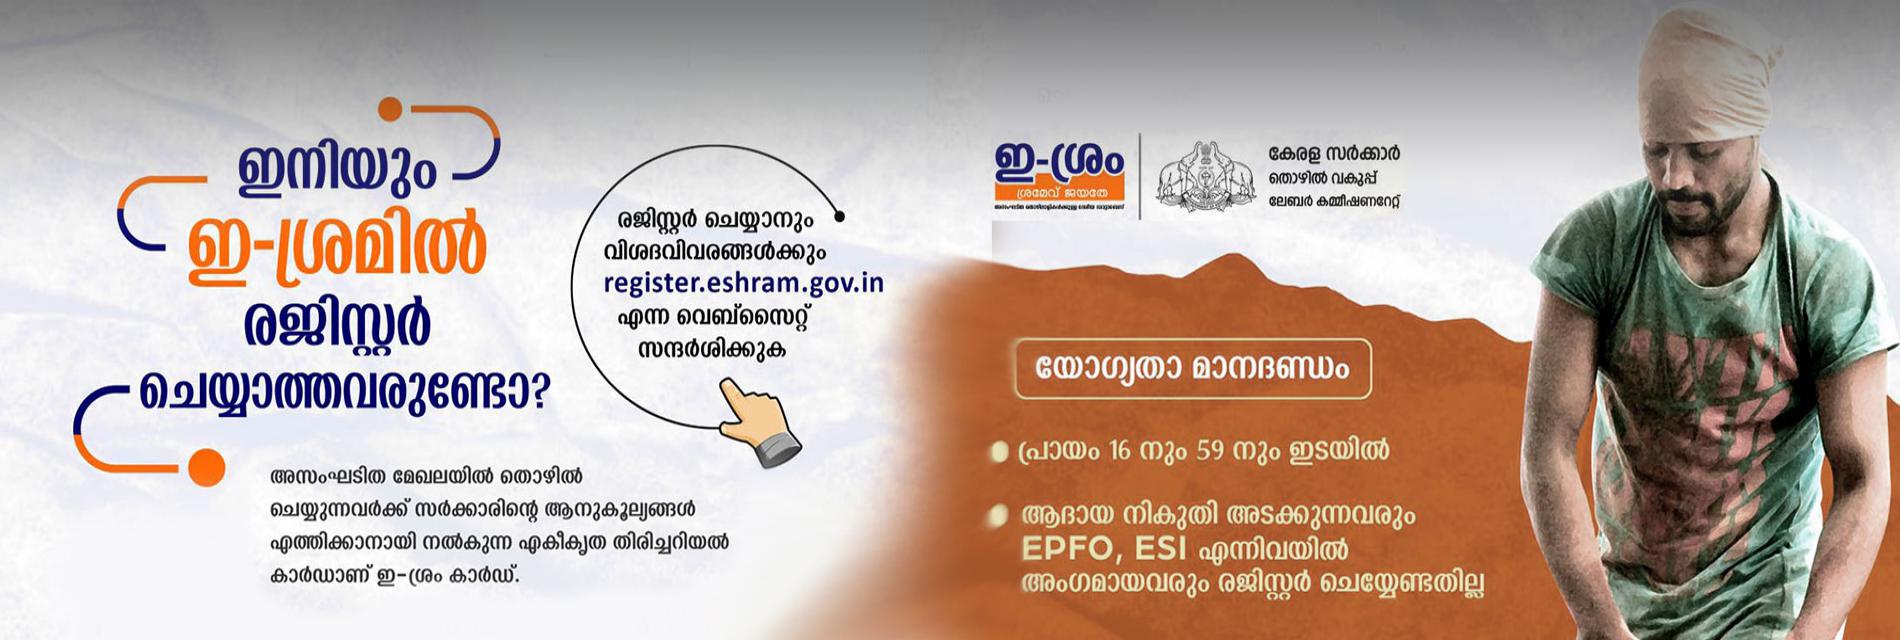 ഇനിയും
ഇ-ശ്രമിൽ
രജിസ്റ്റർ
ചെയ്യാത്തവരുണ്ടോ?
അസംഘടിത മേഖലയിൽ തൊഴിൽ
ചെയ്യുന്നവർക്ക് സർക്കാരിന്റെ ആനുകൂല്യങ്ങൾ
എത്തിക്കാനായി നൽകുന്ന ഏകീകൃത തിരിച്ചറിയൽ
കാർഡാണ് ഇ-ശ്രം കാർഡ്.
രജിസ്റ്റർ ചെയ്യാനും
വിശദവിവരങ്ങൾക്കും
register.eshram.gov.in
എന്ന വെബ്സൈറ്റ്
സന്ദർശിക്കുക
ഇ-ശ്രം
ശ്രമേവ് ജയതേ
കേരള സർക്കാർ
തൊഴിൽ വകുപ്പ്
ലേബർ കമ്മീഷണറേറ്റ്
യോഗ്യതാ മാനദണ്ഡം
പ്രായം 16 നും 59 നും ഇടയിൽ
ആദായ നികുതി അടക്കുന്നവരും
EPFO, ESI എന്നിവയിൽ
അംഗമായവരും രജിസ്റ്റർ ചെയ്യേണ്ടതില്ല